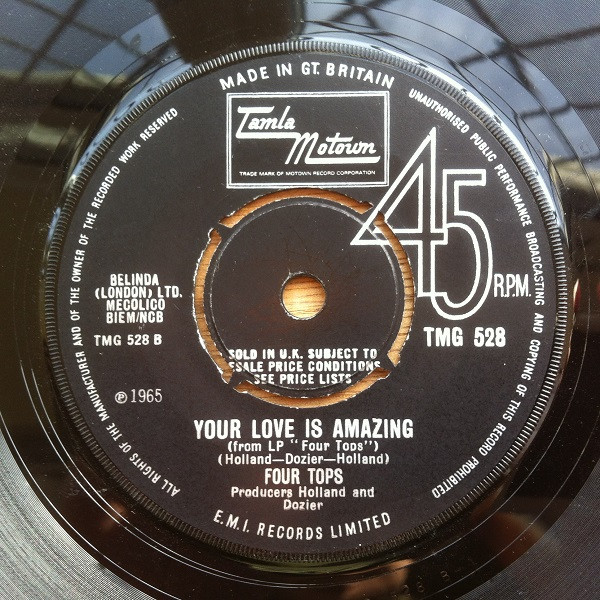 MADE IN GT. BRITAIN
UNAUTHORISED PUBLIC PERFORMANCE BROADCASTING AND COPYING OF THIS RECORD PROHIBITED
ALL RIGHTS OF THE MANUFACTURER AND OF THE OWNER OF THE RECORDED WORK RESERVED
Tamla
Motown
TRADE MARK OF MOTOWN RECORD CORPORATION
45
R.P.M.
TMG 528
BELINDA
(LONDON) LTD.
MECOLICO
BIEM/NCB
TMG 528 B
℗ 1965
SOLD IN U.K. SUBJECT TO
RESALE PRICE CONDITIONS
SEE PRICE LISTS
YOUR LOVE IS AMAZING
(from LP "Four Tops")
(Holland—Dozier—Holland)
FOUR TOPS
Producers Holland and
Dozier
E.M.I. RECORDS LIMITED